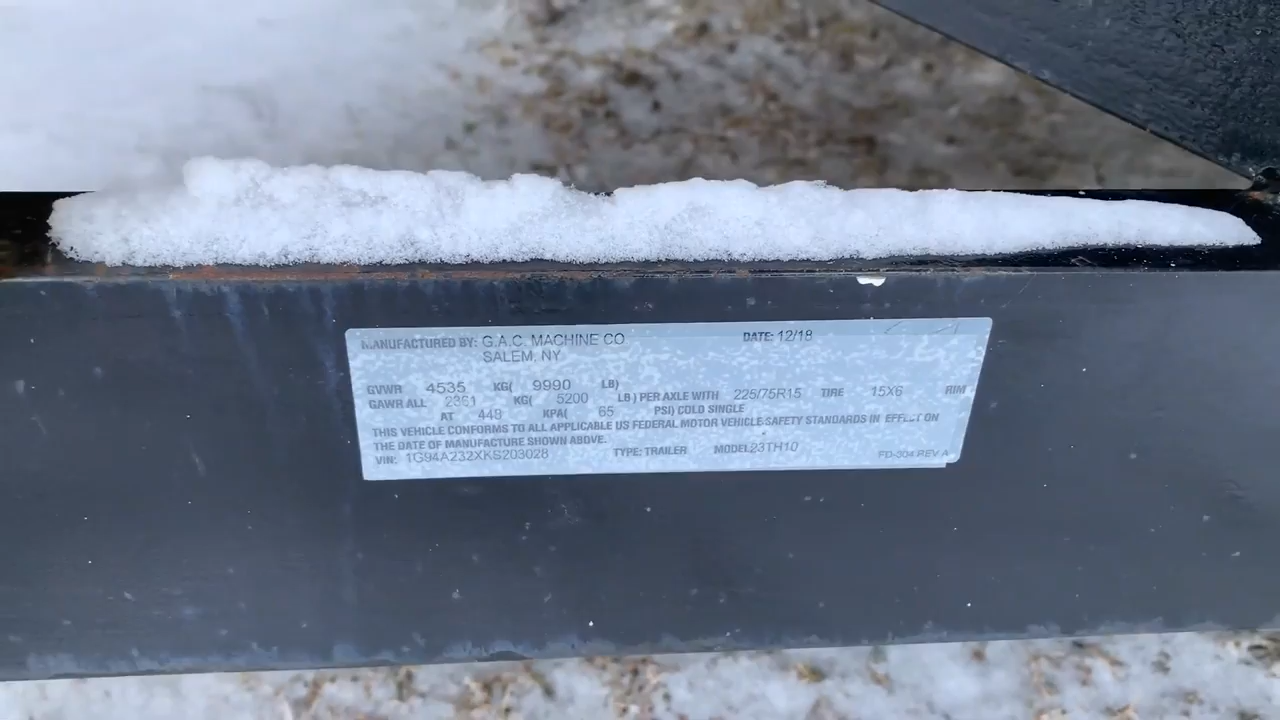 MANUFACTURED BY: G.A.C. MACHINE CO DATE: 12/18
SALEM, NY
GVWR 4535 KG( 9990 LB)
GAWR ALL 2351 KG( 5200 LB) PER AXLE WITH 225/75R15 TIRE 15X6 RIM
AT 448 KPA( 65 PSI) COLD SINGLE
THIS VEHICLE CONFORMS TO ALL APPLICABLE US FEDERAL MOTOR VEHICLE SAFETY STANDARDS IN EFFECT ON
THE DATE OF MANUFACTURE SHOWN ABOVE.
VIN: 1G94A232XKS203028 TYPE: TRAILER MODEL 23TH10 FD-304 REV A